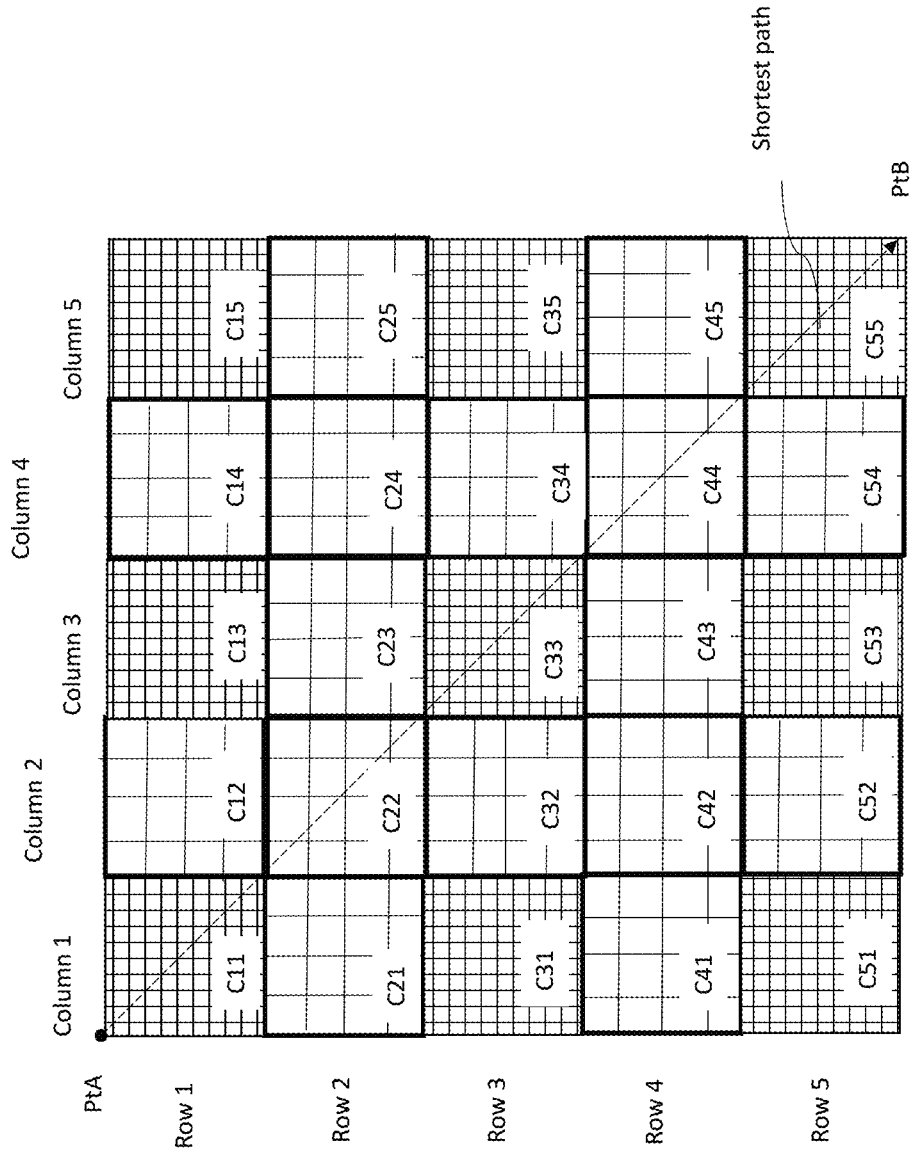 Column 1
Column 2
Column 3
Column 4
Column 5
PtA
Row 1
C11
C12
C13
C14
C15
Row 2
C21
C22
C23
C24
C25
Row 3
C31
C32
C33
C34
C35
Row 4
C41
C42
C43
C44
C45
Row 5
C51
C52
C53
C54
C55
Shortest path
PtB